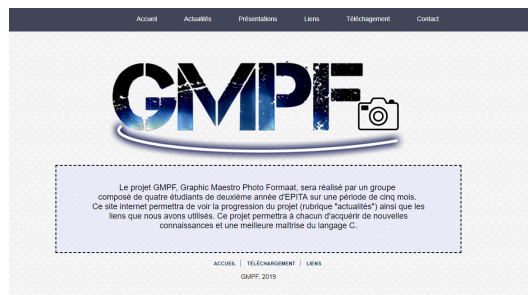 Accueil Actualités Présentations Liens Téléchagement Contact
GMPF
Le projet GMPF, Graphic Maestro Photo Formaat, sera réalisé par un groupe
composé de quatre étudiants de deuxième année d'EPITA sur une période de cinq mois.
Ce site internet permettra de voir la progression du projet (rubrique "actualités") ainsi que les
liens que nous avons utilisés. Ce projet permettra à chacun d'acquérir de nouvelles
connaissances et une meilleure maîtrise du langage C.
ACCUEIL | TÉLÉCHARGEMENT | LIENS
GMPF, 2019